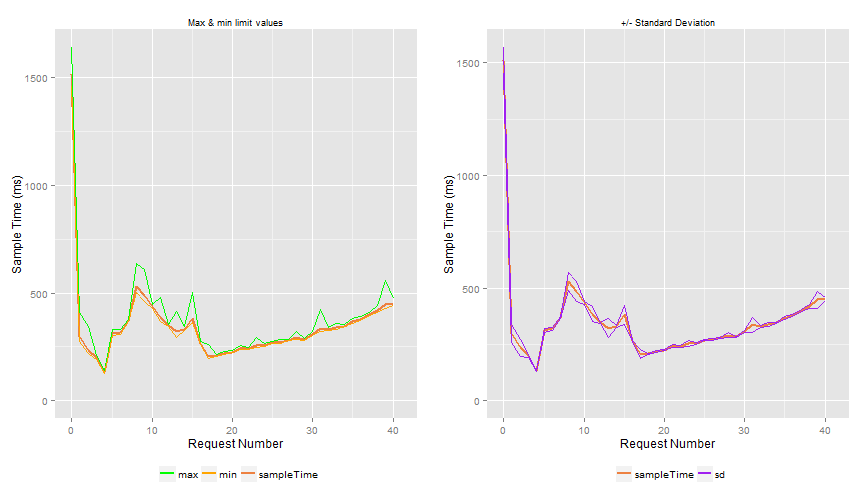 Max & min limit values
Sample Time (ms)
1500
1000
500
0
0 10 20 30 40
Request Number
max min sampleTime
+/- Standard Deviation
Sample Time (ms)
1500
1000
500
0
0 10 20 30 40
Request Number
sampleTime sd